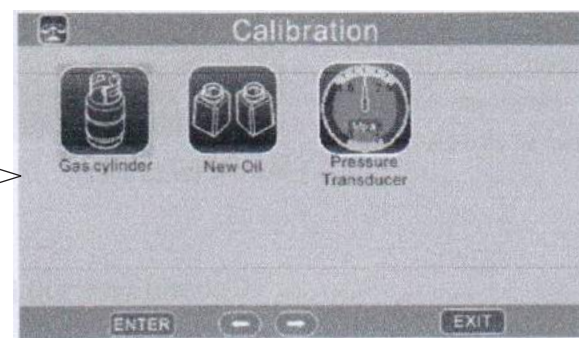 Calibration
Gas cylinder
New Oil
Pressure
Transducer
ENTER
EXIT